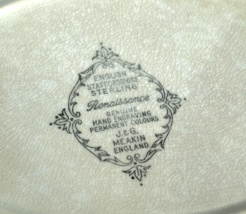 ENGLISH
STAFFORDSHIRE
STERLING
Renaissance
GENUINE
HAND ENGRAVING
PERMANENT COLOURS
J.&G.
MEAKIN
ENGLAND